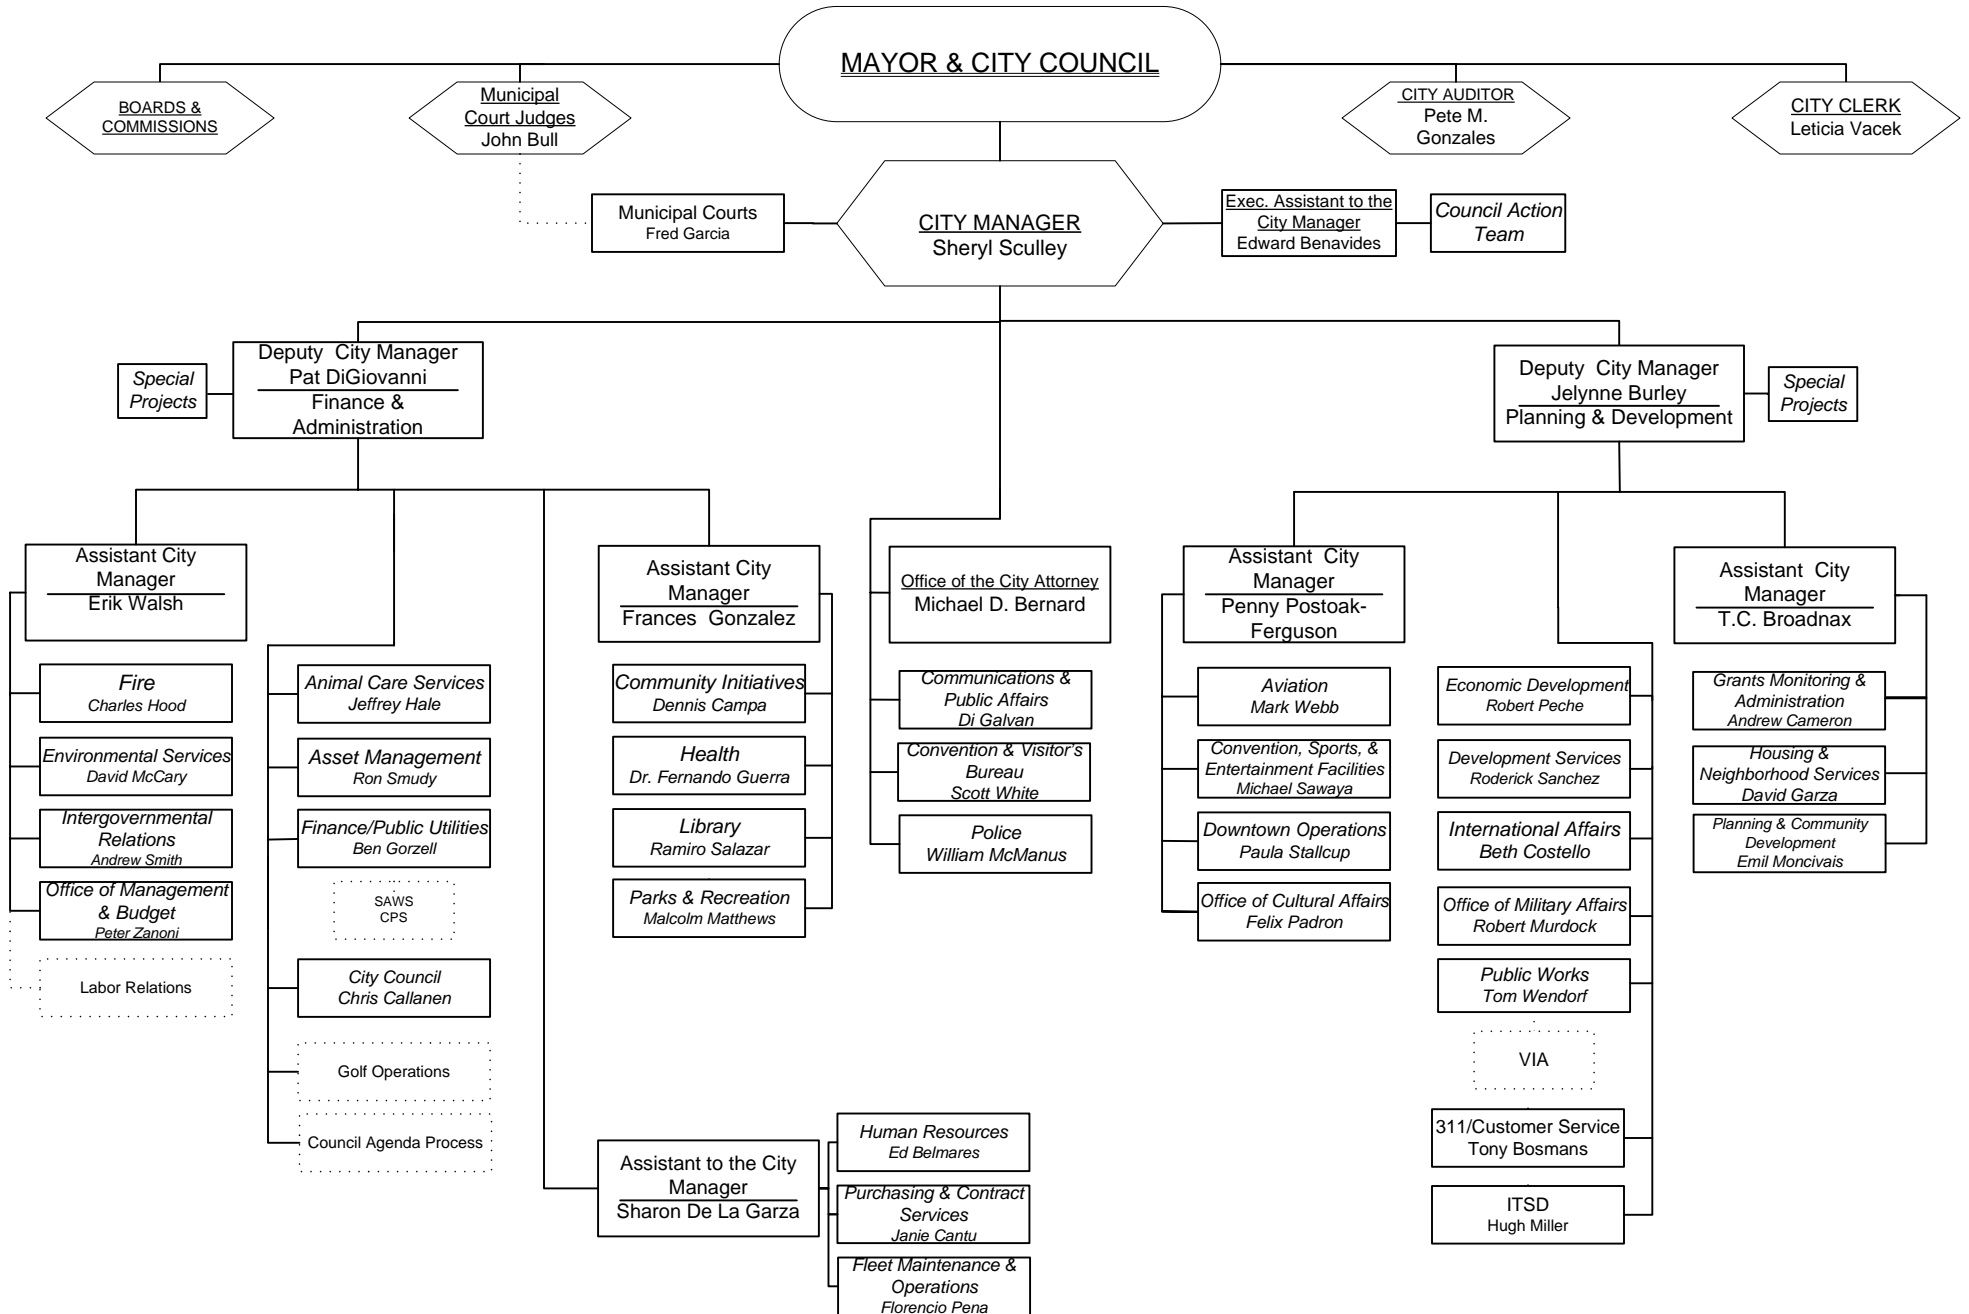 MAYOR & CITY COUNCIL
BOARDS &
COMMISSIONS
Municipal
Court Judges
John Bull
CITY AUDITOR
Pete M.
Gonzales
CITY CLERK
Leticia Vacek
Municipal Courts
Fred Garcia
CITY MANAGER
Sheryl Sculley
Exec. Assistant to the
City Manager
Edward Benavides
Council Action
Team
Special
Projects
Deputy City Manager
Pat DiGiovanni
Finance &
Administration
Deputy City Manager
Jelynne Burley
Planning & Development
Special
Projects
Assistant City
Manager
Erik Walsh
Fire
Charles Hood
Environmental Services
David McCary
Intergovernmental
Relations
Andrew Smith
Office of Management
& Budget
Peter Zanoni
Labor Relations
Animal Care Services
Jeffrey Hale
Asset Management
Ron Smudy
Finance/Public Utilities
Ben Gorzell
SAWS
CPS
City Council
Chris Callanen
Golf Operations
Council Agenda Process
Assistant City
Manager
Frances Gonzalez
Community Initiatives
Dennis Campa
Health
Dr. Fernando Guerra
Library
Ramiro Salazar
Parks & Recreation
Malcolm Matthews
Assistant to the City
Manager
Sharon De La Garza
Human Resources
Ed Belmares
Purchasing & Contract
Services
Janie Cantu
Fleet Maintenance &
Operations
Florencio Pena
Office of the City Attorney
Michael D. Bernard
Communications &
Public Affairs
Di Galvan
Convention & Visitor's
Bureau
Scott White
Police
William McManus
Assistant City
Manager
Penny Postoak-
Ferguson
Aviation
Mark Webb
Convention, Sports, &
Entertainment Facilities
Michael Sawaya
Downtown Operations
Paula Stallcup
Office of Cultural Affairs
Felix Padron
Economic Development
Robert Peche
Development Services
Roderick Sanchez
International Affairs
Beth Costello
Office of Military Affairs
Robert Murdock
Public Works
Tom Wendorf
VIA
311/Customer Service
Tony Bosmans
ITSD
Hugh Miller
Assistant City
Manager
T.C. Broadnax
Grants Monitoring &
Administration
Andrew Cameron
Housing &
Neighborhood Services
David Garza
Planning & Community
Development
Emil Moncivais